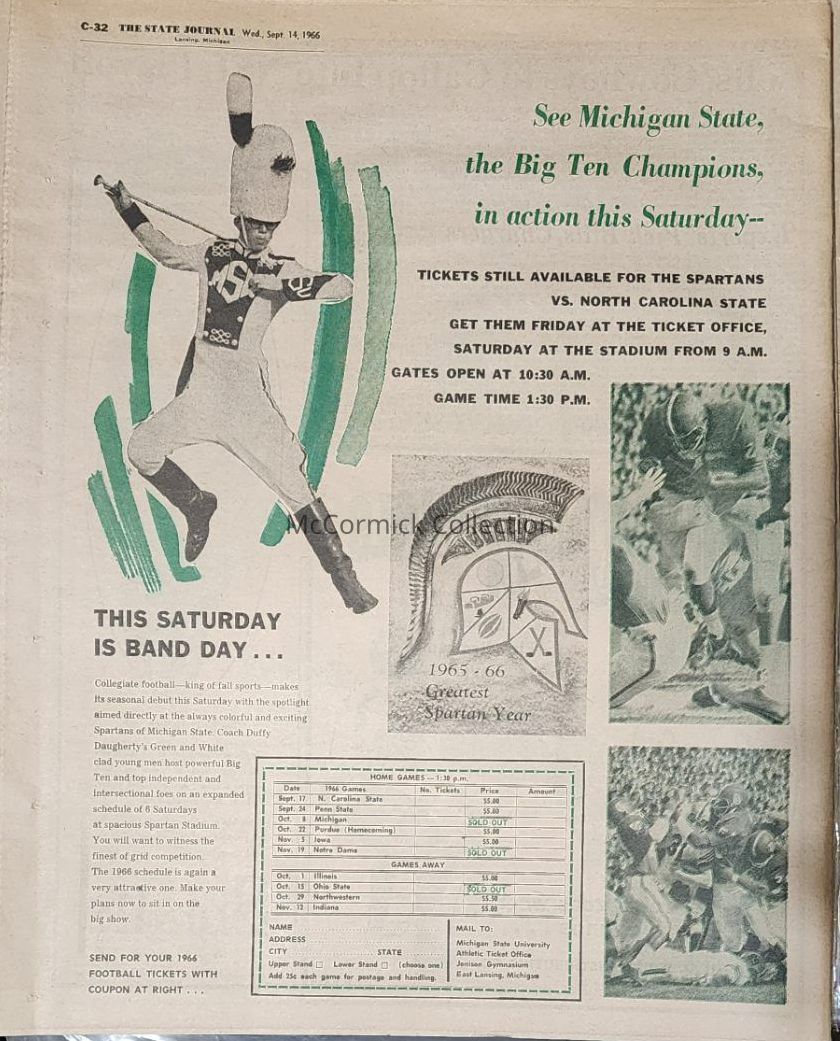 C-32 THE STATE JOURNAL Wed., Sept. 14, 1966
Lansing, Michigan
See Michigan State,
the Big Ten Champions,
in action this Saturday--
TICKETS STILL AVAILABLE FOR THE SPARTANS
VS. NORTH CAROLINA STATE
GET THEM FRIDAY AT THE TICKET OFFICE,
SATURDAY AT THE STADIUM FROM 9 A.M.
GATES OPEN AT 10:30 A.M.
GAME TIME 1:30 P.M.
MSU
McCormick Collection
1965 - 66
Greatest
Spartan Year
THIS SATURDAY
IS BAND DAY...
Collegiate football—king of fall sports—makes
its seasonal debut this Saturday with the spotlight
aimed directly at the always colorful and exciting
Spartans of Michigan State. Coach Duffy
Daugherty's Green and White
clad young men host powerful Big
Ten and top independent and
intersectional foes on an expanded
schedule of 6 Saturdays
at spacious Spartan Stadium.
You will want to witness the
finest of grid competition.
The 1966 schedule is again a
very attractive one. Make your
plans now to sit in on the
big show.
SEND FOR YOUR 1966
FOOTBALL TICKETS WITH
COUPON AT RIGHT ...
HOME GAMES — 1:30 p.m.
Date 1966 Games No. Tickets Price Amount
Sept. 17 N. Carolina State $5.00
Sept. 24 Penn State $5.00
Oct. 8 Michigan SOLD OUT
Oct. 22 Purdue (Homecoming) $5.00
Nov. 5 Iowa $5.00
Nov. 19 Notre Dame SOLD OUT
GAMES AWAY
Oct. 1 Illinois $5.00
Oct. 15 Ohio State SOLD OUT
Oct. 29 Northwestern $5.50
Nov. 12 Indiana $5.00
NAME
ADDRESS
CITY STATE
Upper Stand □ Lower Stand □ (choose one)
Add 25c each game for postage and handling.
MAIL TO:
Michigan State University
Athletic Ticket Office
Jenison Gymnasium
East Lansing, Michigan